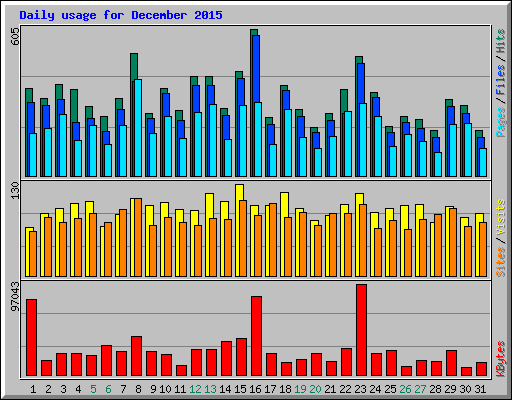 Daily usage for December 2015
605
Pages / Files / Hits
130
Sites / Visits
97043
KBytes
1 2 3 4 5 6 7 8 9 10 11 12 13 14 15 16 17 18 19 20 21 22 23 24 25 26 27 28 29 30 31